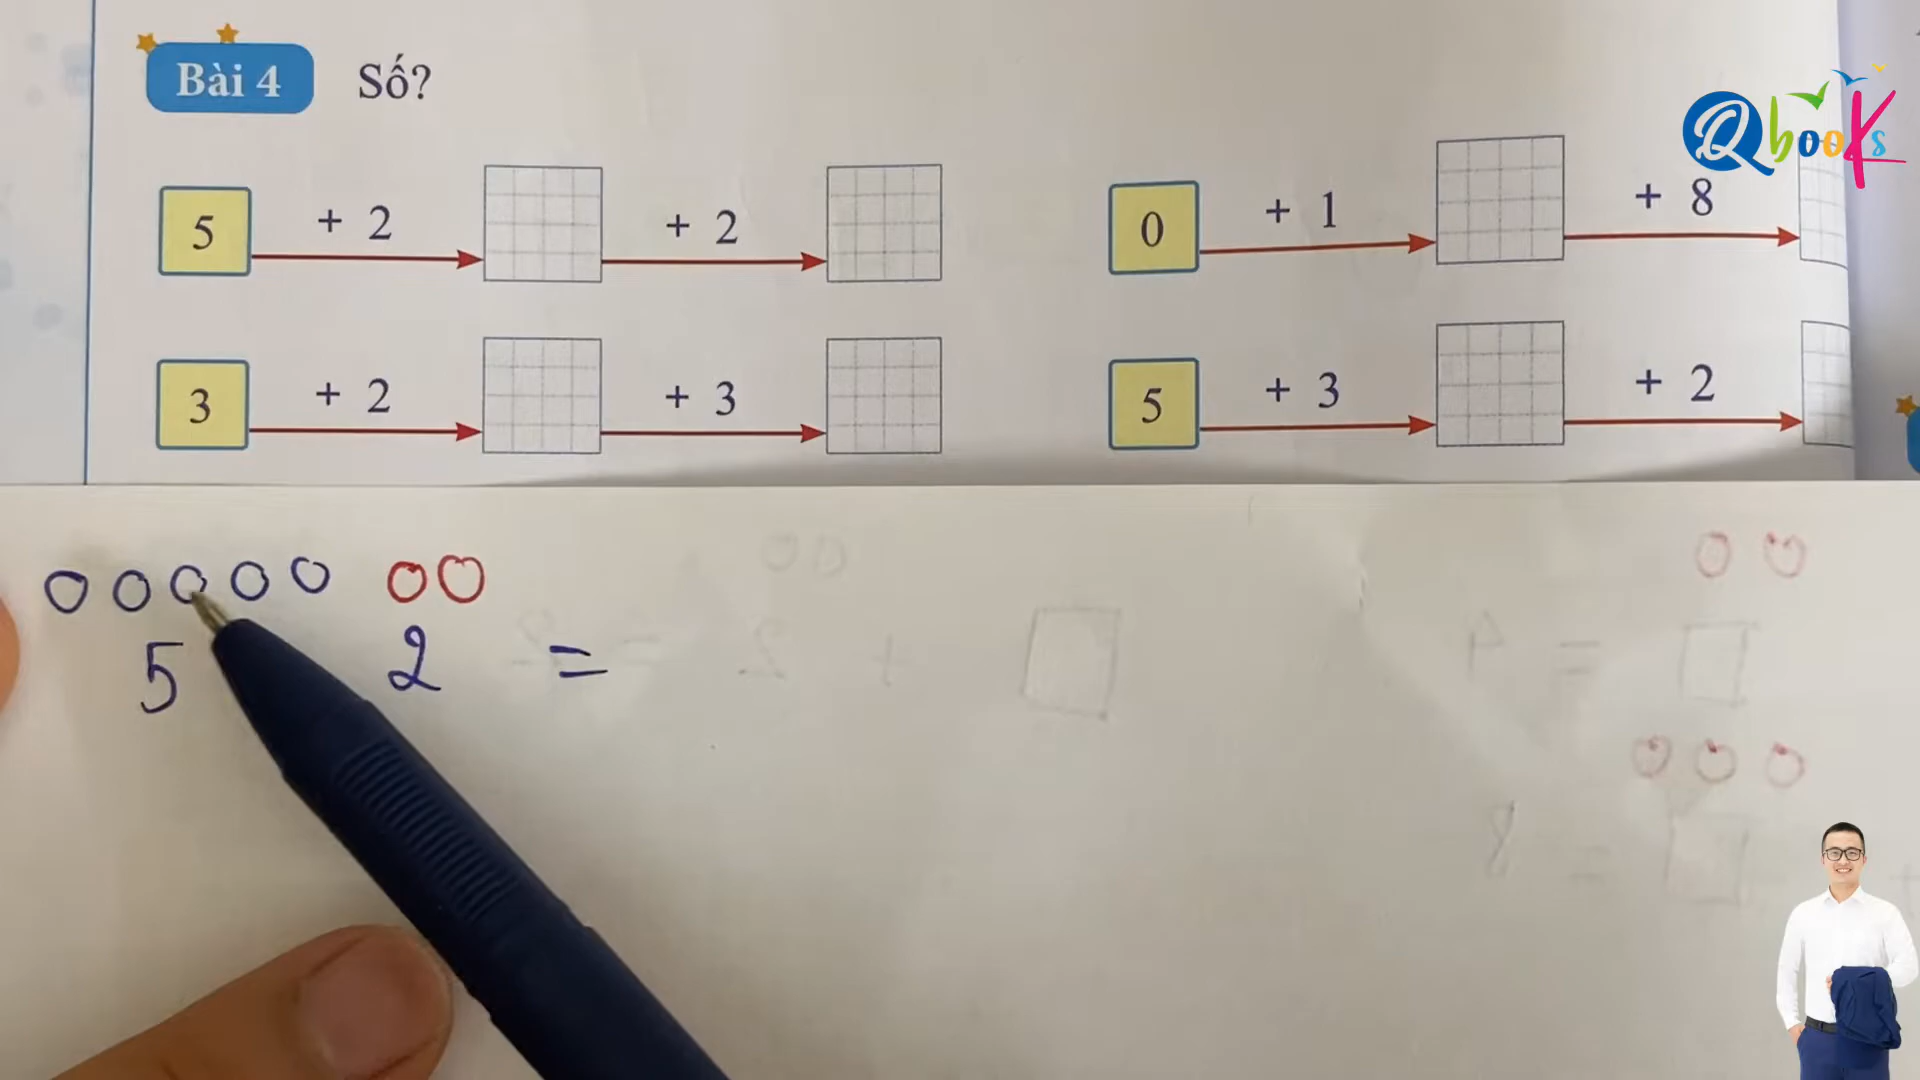 Bài 4 Số?
Qbooks
5 + 2 + 2
0 + 1 + 8
3 + 2 + 3
5 + 3 + 2
5 2 =